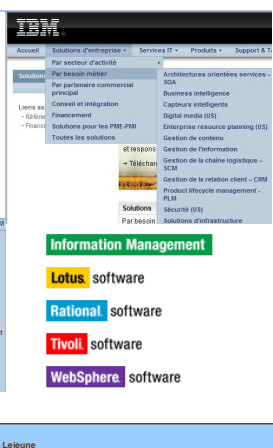 IBM
Accueil Solutions d'entreprise Services IT Produits Support &
Par secteur d'activité
Par besoin métier
Par partenaire commercial
principal
Conseil et intégration
Financement
Solutions pour les PME-PMI
Toutes les solutions
Architectures orientées services –
SOA
Business intelligence
Capteurs intelligents
Digital media (US)
Enterprise resource planning (US)
Gestion de contenu
Gestion de l'information
Gestion de la chaîne logistique –
SCM
Gestion de la relation client – CRM
Product lifecycle management -
PLM
Sécurité (US)
Solutions d'infrastructure
Solution
Liens as
- Référe
- Financ
et respons
→ Téléchar
Solutions
Par besoin
Information Management
Lotus. software
Rational. software
Tivoli. software
WebSphere. software
Lejeune